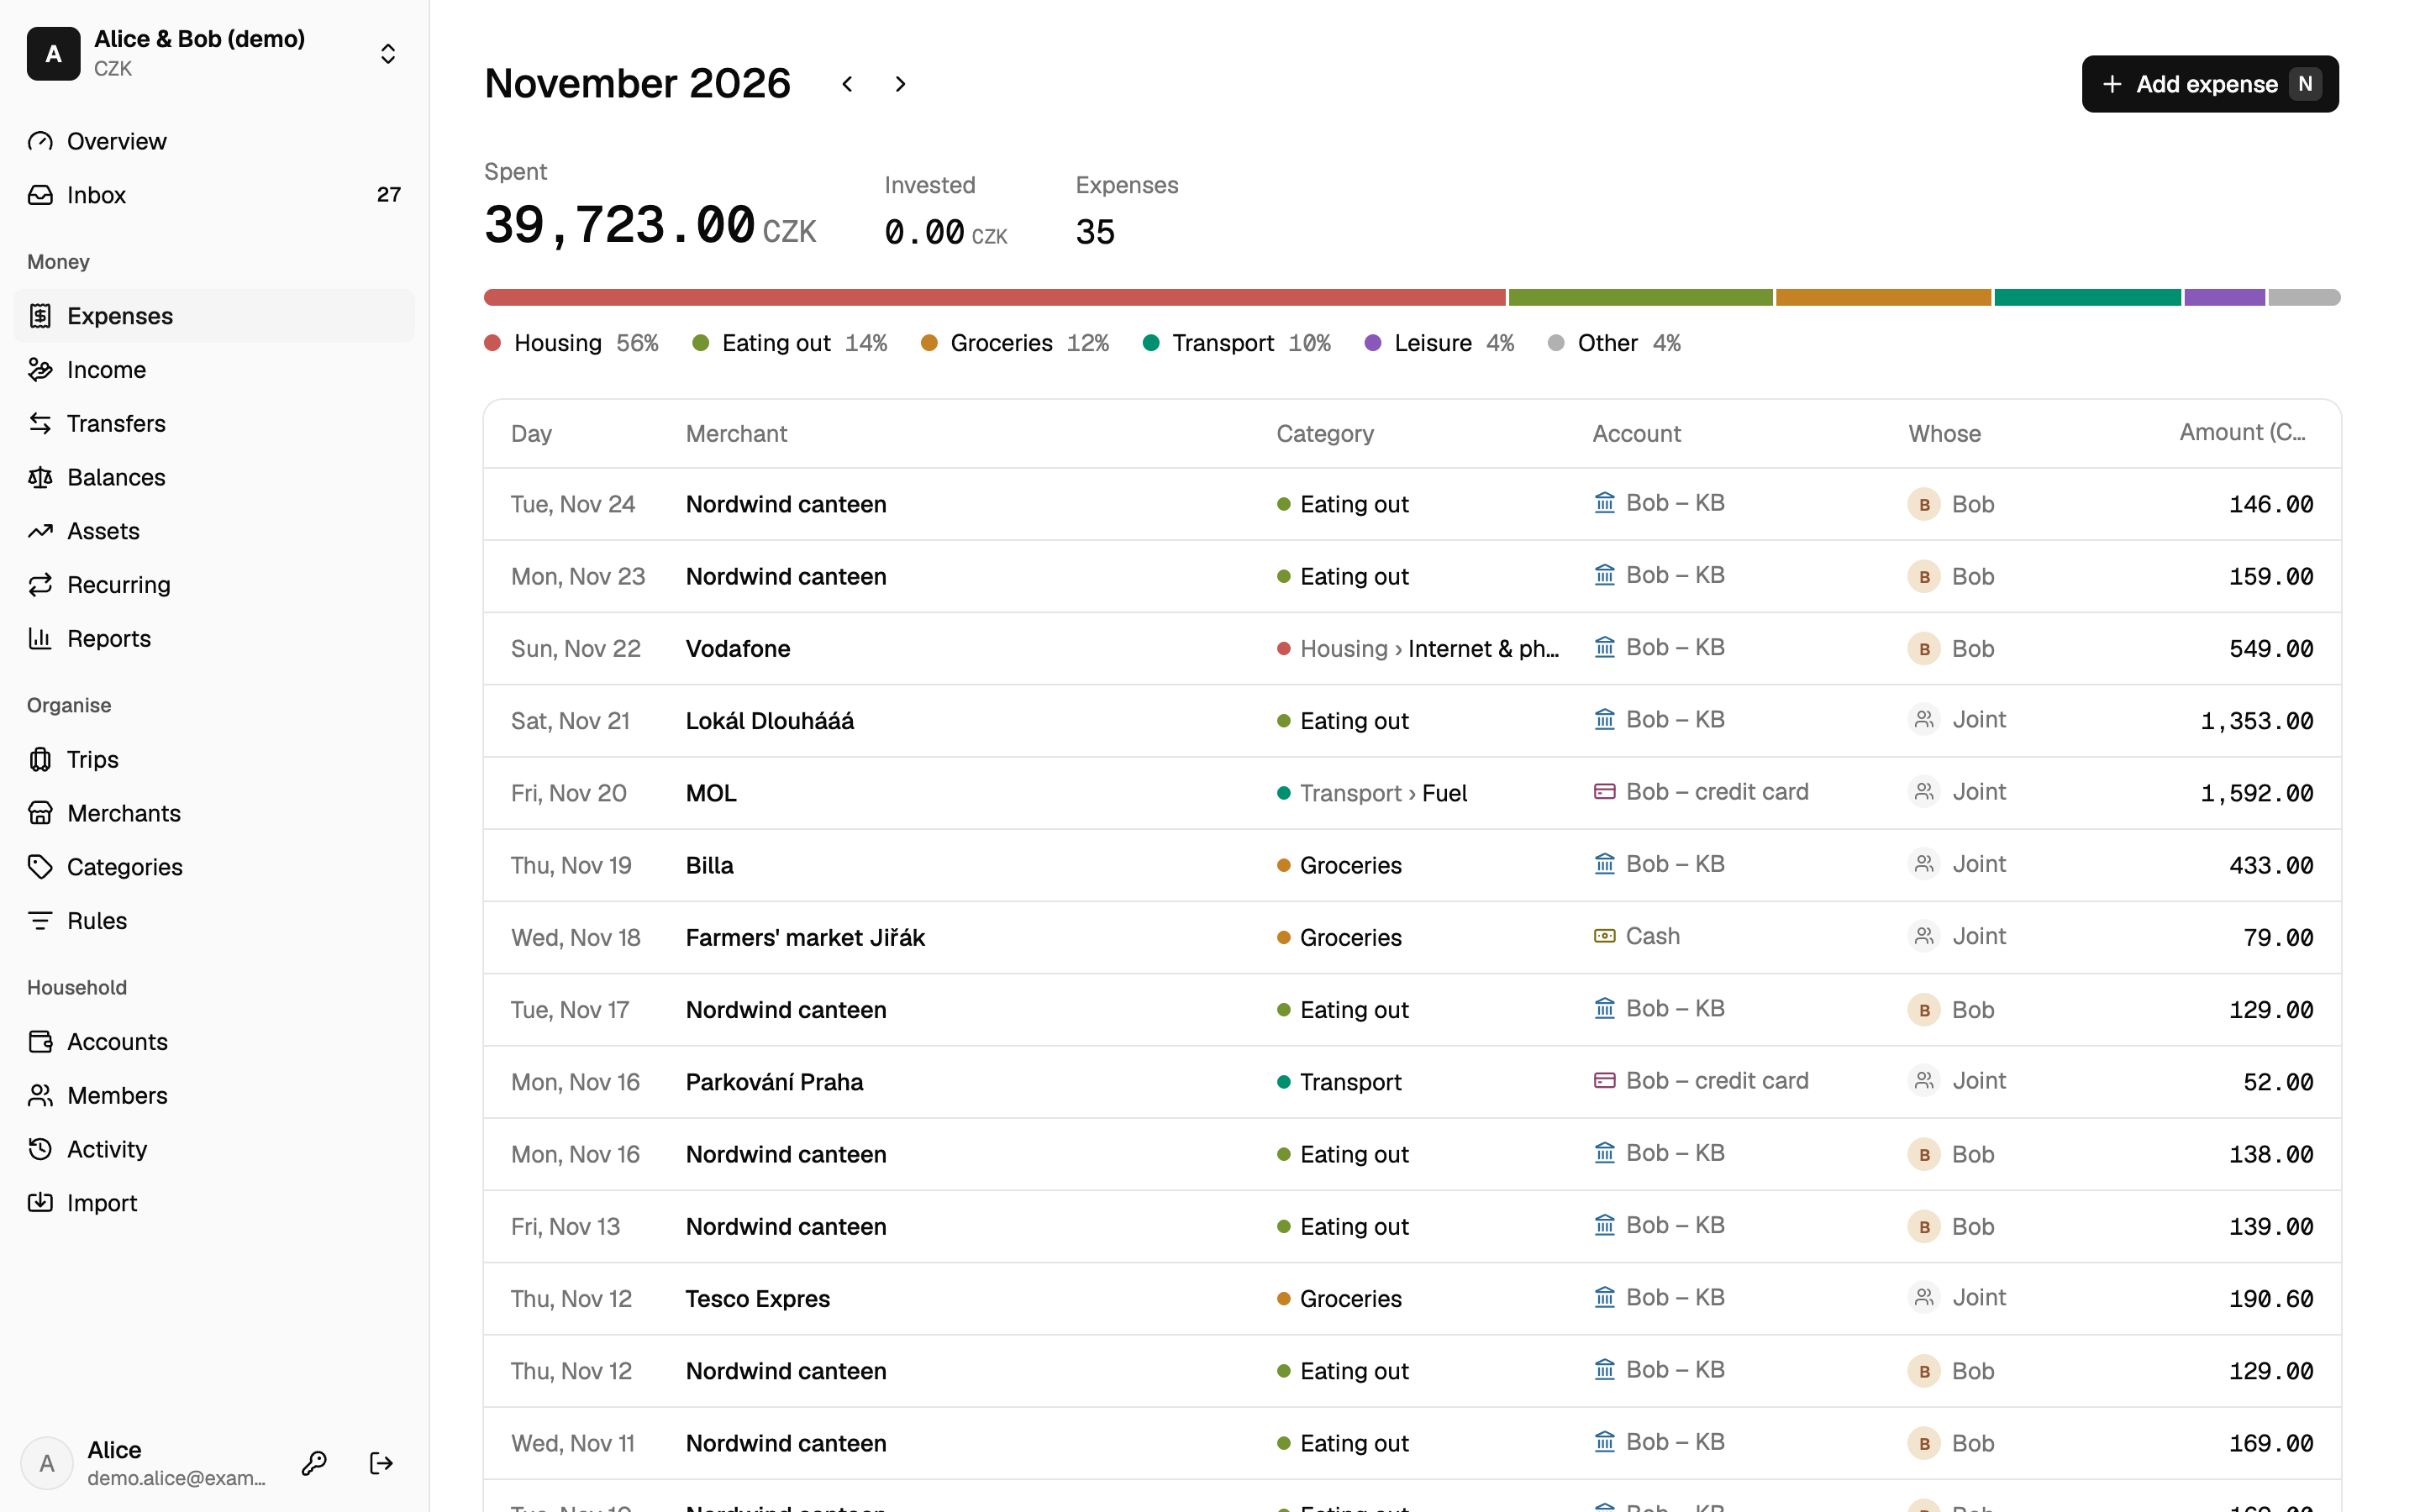 A
Alice & Bob (demo)
CZK
Overview
Inbox 27
Money
Expenses
Income
Transfers
Balances
Assets
Recurring
Reports
Organise
Trips
Merchants
Categories
Rules
Household
Accounts
Members
Activity
Import
A
Alice
demo.alice@exam...
November 2026
Add expense N
Spent Invested Expenses
39,723.00 CZK 0.00 CZK 35
Housing 56% Eating out 14% Groceries 12% Transport 10% Leisure 4% Other 4%
Day Merchant Category Account Whose Amount (C...
Tue, Nov 24 Nordwind canteen Eating out Bob – KB B Bob 146.00
Mon, Nov 23 Nordwind canteen Eating out Bob – KB B Bob 159.00
Sun, Nov 22 Vodafone Housing › Internet & ph... Bob – KB B Bob 549.00
Sat, Nov 21 Lokál Dlouhááá Eating out Bob – KB Joint 1,353.00
Fri, Nov 20 MOL Transport › Fuel Bob – credit card Joint 1,592.00
Thu, Nov 19 Billa Groceries Bob – KB Joint 433.00
Wed, Nov 18 Farmers' market Jiřák Groceries Cash Joint 79.00
Tue, Nov 17 Nordwind canteen Eating out Bob – KB B Bob 129.00
Mon, Nov 16 Parkování Praha Transport Bob – credit card Joint 52.00
Mon, Nov 16 Nordwind canteen Eating out Bob – KB B Bob 138.00
Fri, Nov 13 Nordwind canteen Eating out Bob – KB B Bob 139.00
Thu, Nov 12 Tesco Expres Groceries Bob – KB Joint 190.60
Thu, Nov 12 Nordwind canteen Eating out Bob – KB B Bob 129.00
Wed, Nov 11 Nordwind canteen Eating out Bob – KB B Bob 169.00